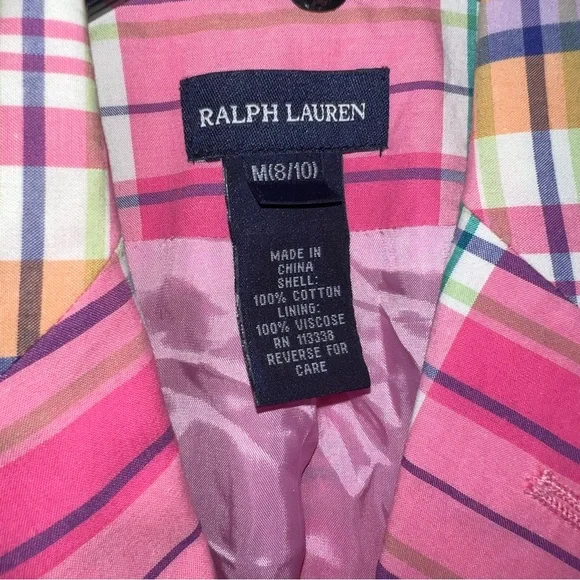 RALPH LAUREN
M(8/10)
MADE IN
CHINA
SHELL:
100% COTTON
LINING:
100% VISCOSE
RN 113338
REVERSE FOR
CARE